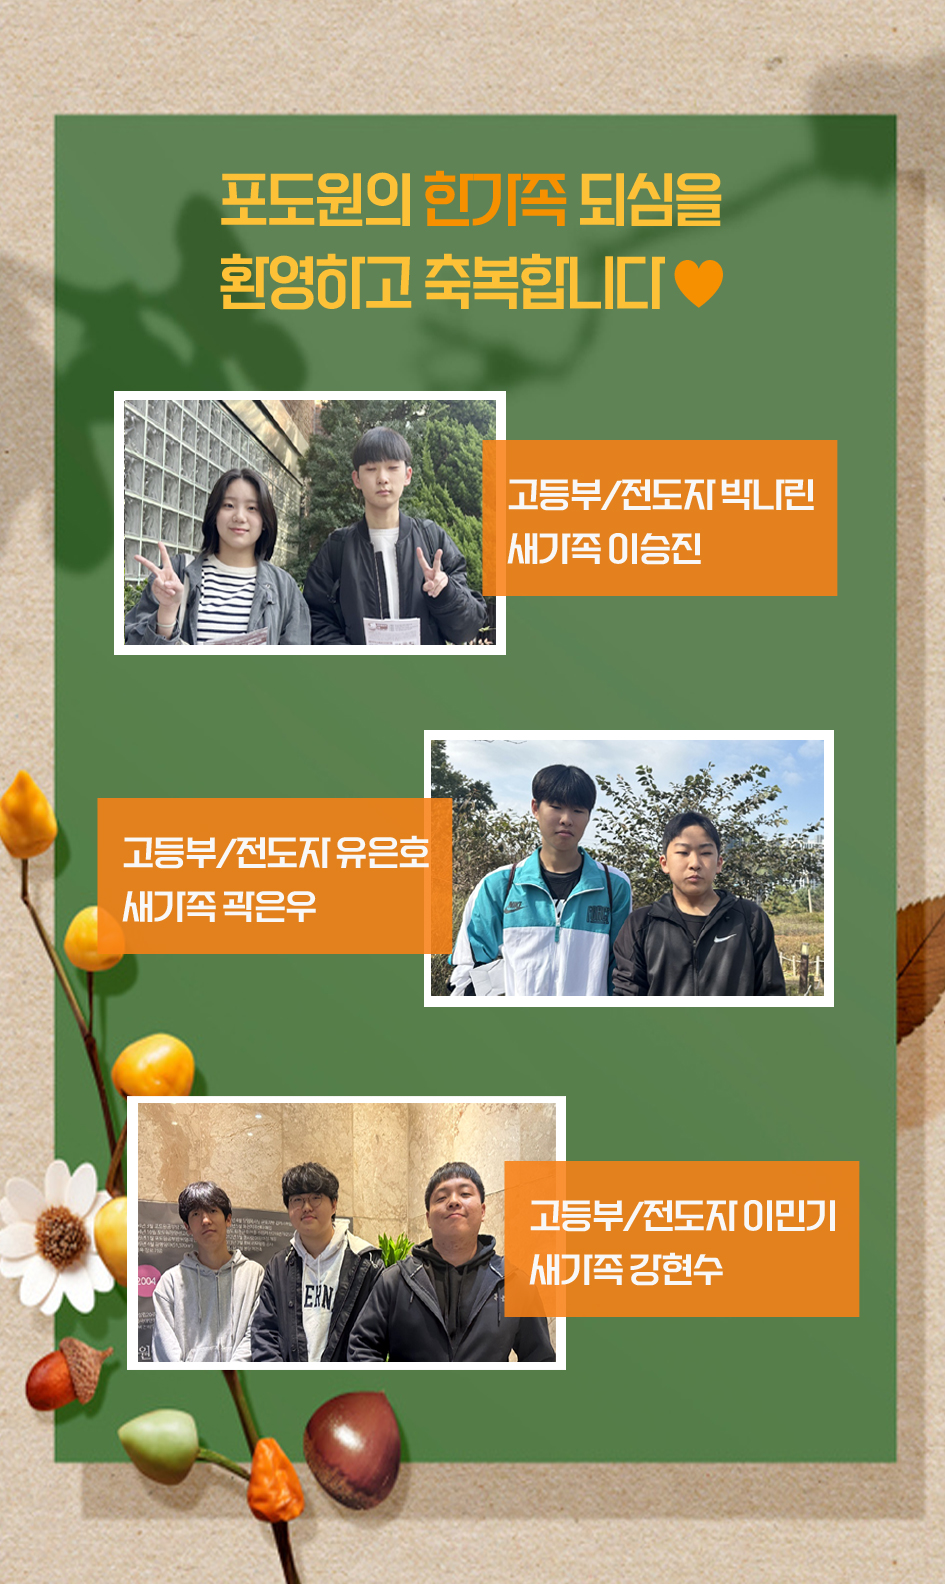 포도원의 한가족 되심을
환영하고 축복합니다
고등부/전도자 박나린
새가족 이승진
고등부/전도자 유은호
새가족 곽은우
고등부/전도자 이민기
새가족 강현수
2004
원